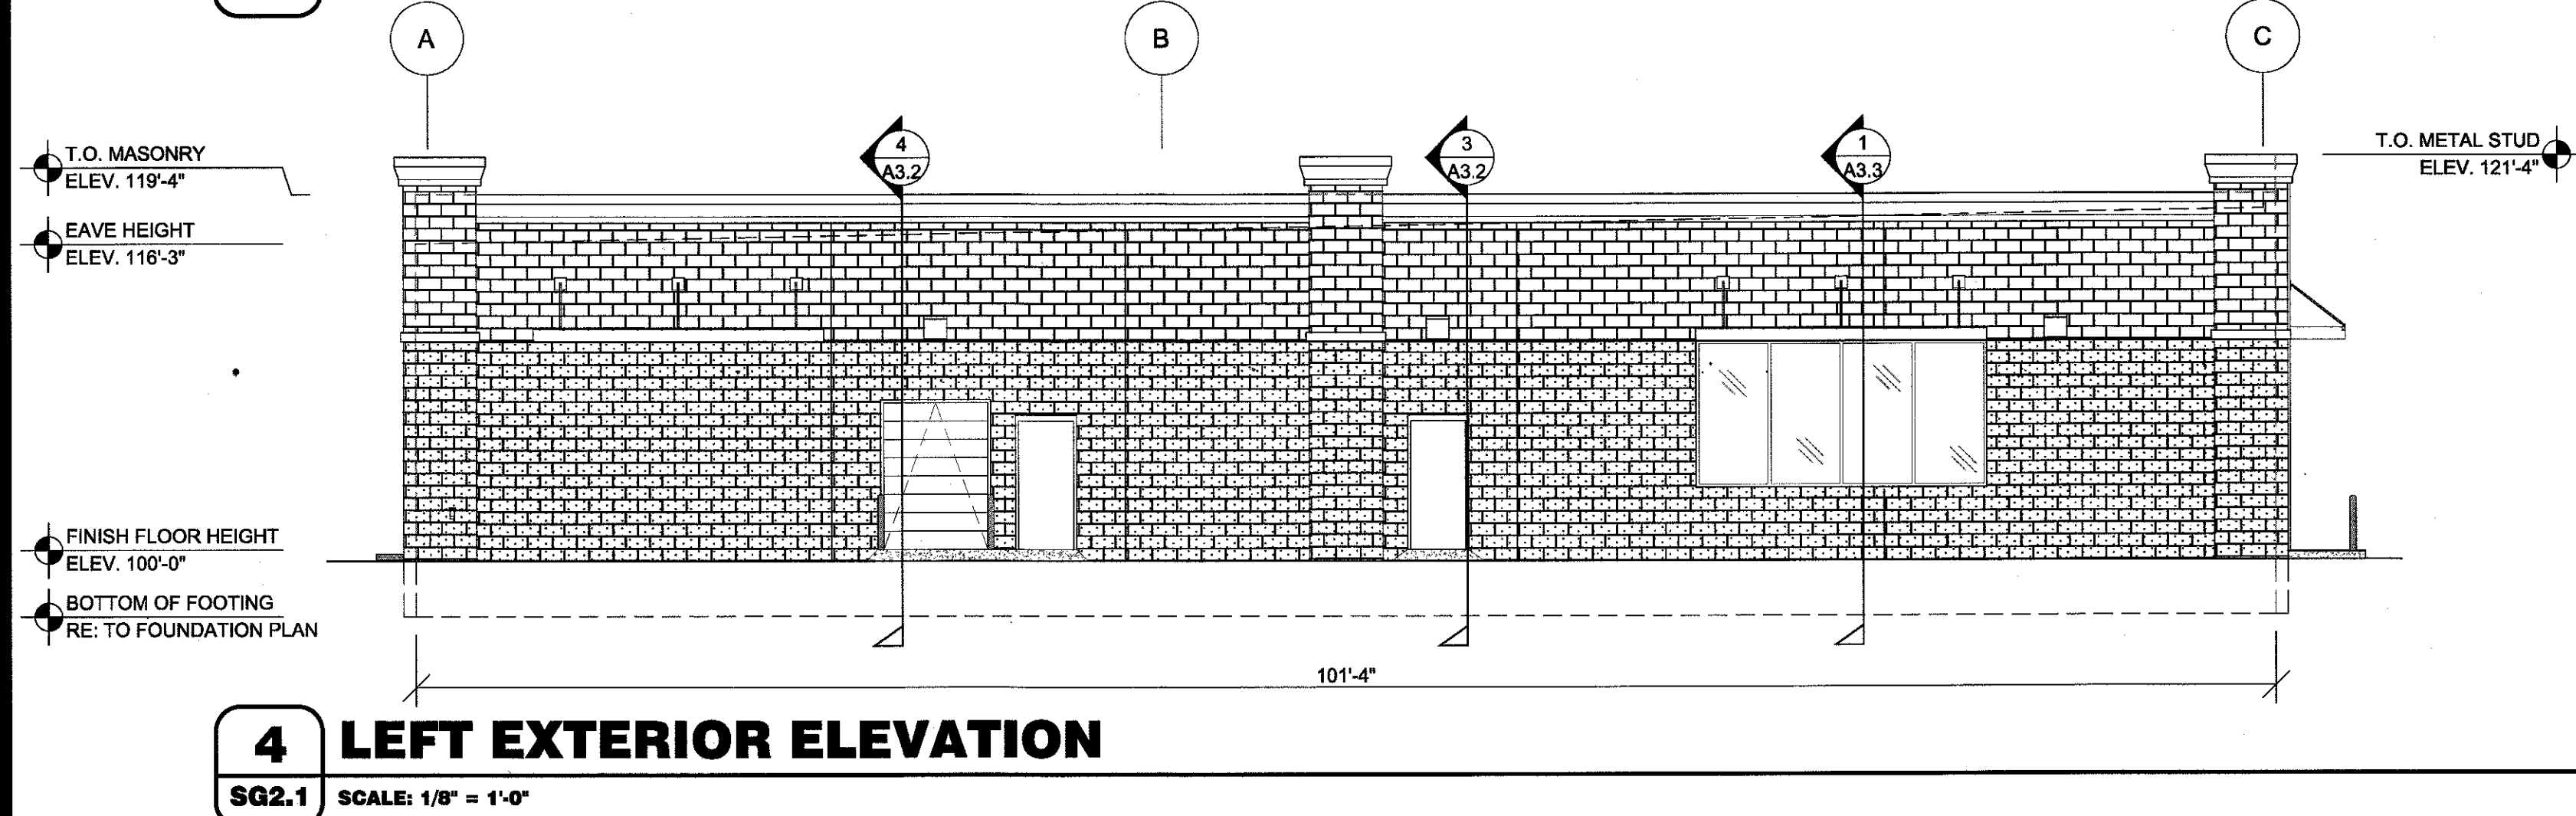 A
B
C
4
A3.2
3
A3.2
1
A3.3
T.O. MASONRY
ELEV. 119'-4"
T.O. METAL STUD
ELEV. 121'-4"
EAVE HEIGHT
ELEV. 116'-3"
FINISH FLOOR HEIGHT
ELEV. 100'-0"
BOTTOM OF FOOTING
RE: TO FOUNDATION PLAN
101'-4"
4
LEFT EXTERIOR ELEVATION
SG2.1
SCALE: 1/8" = 1'-0"